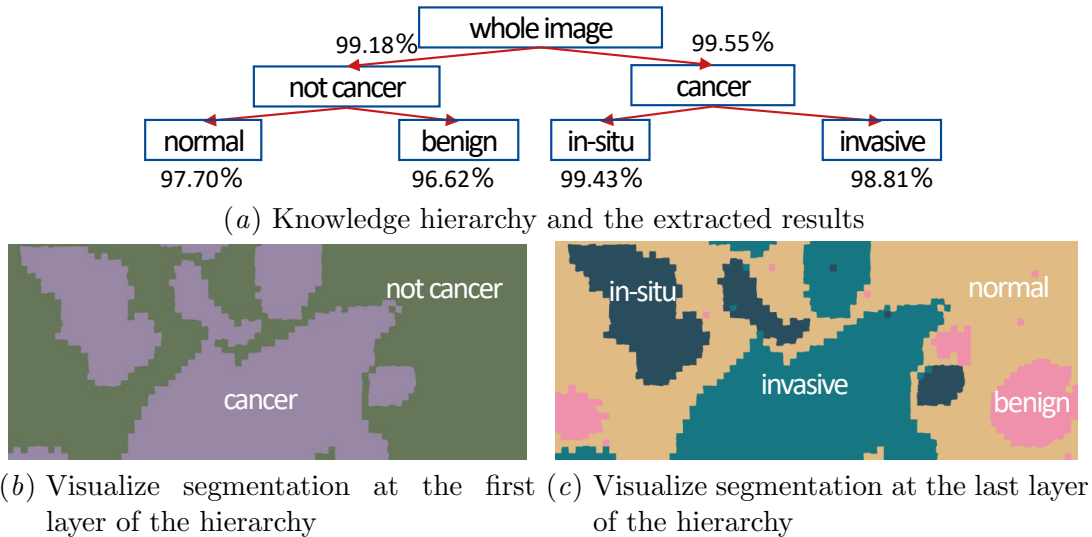 whole image
99.18% 99.55%
not cancer cancer
normal benign in-situ invasive
97.70% 96.62% 99.43% 98.81%
(a) Knowledge hierarchy and the extracted results
not cancer
cancer
in-situ
normal
invasive
benign
(b) Visualize segmentation at the first
layer of the hierarchy
(c) Visualize segmentation at the last layer
of the hierarchy